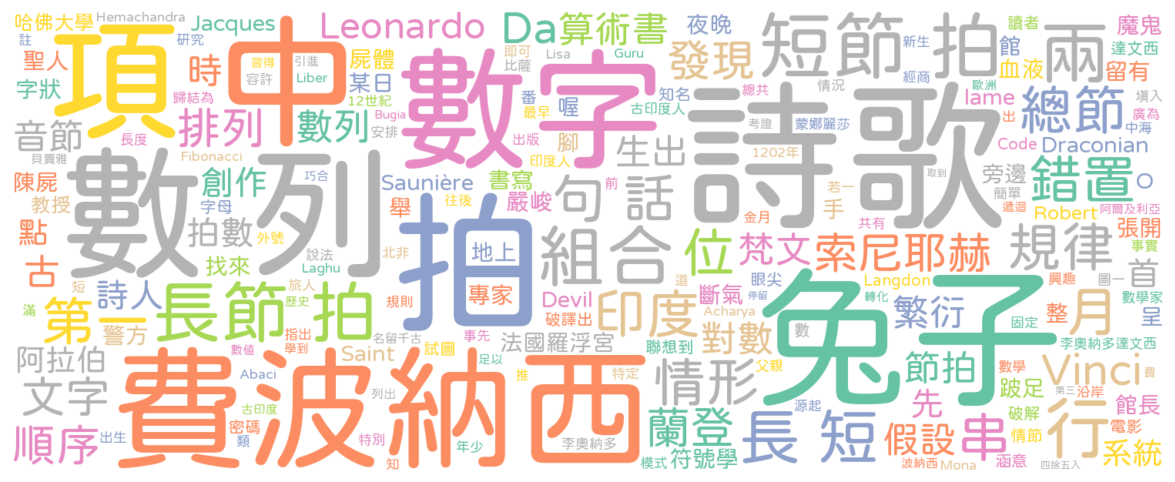 哈佛大學
Hemachandra
Jacques
Leonardo
Da
算術書
夜晚
短節拍
兩
讀者
魔鬼
註
研究
項
中
聖人
字狀
習得
引進
容許
Liber
時
屍體
某日
數字
即可
比薩
Lisa
Guru
發現
情況
新生
館
達文西
經商
歐洲
血液
留有
歸結為
12世紀
Bugia
知名
番
最早
喔
古印度人
總共
詩歌
lame
出
填入
廣為
總節
音節
長度
排列
數列
安排
出版
印度人
腳
考證
蒙娜麗莎
Code
中海
Draconian
貝賈雅
Fibonacci
數列
巧合
生出
1202年
旁邊
錯置
陳屍
教授
創作
字母
Saunière
書寫
往後
嚴峻
前
句
話
手
若一
取到
簡單
遞迴
Robert
阿爾及利亞
張開
點
拍數
外號
說法
舉
拍
地上
組合
位
梵文
金月
共有
索尼耶赫
規律
事實
古
找來
Laghu
北非
專家
Devil
道
眼尖
Langdon
首
興趣
圖一
數學家
滿
詩人
短
旅人
歷史
規則
破譯出
斷氣
停留
轉化
繁衍
固定
整
月
呈
第一
長節拍
印度
Acharya
對數
數
兔子
警方
指出
名留千古
事先
法國羅浮宮
聯想到
李奧納多達文西
阿拉伯
數值
學到
Saint
試圖
足以
情形
父親
節拍
數學
Vinci
費
文字
Abaci
費波納西
推
特定
跛足
第三
沿岸
列出
古印度
蘭登
源起
先
破解
館長
順序
出生
密碼
類
特別
知
年少
李奧納多
模式
符號學
長
短
假設
波納西
串
Mona
情節
涵意
行
電影
系統
四捨五入